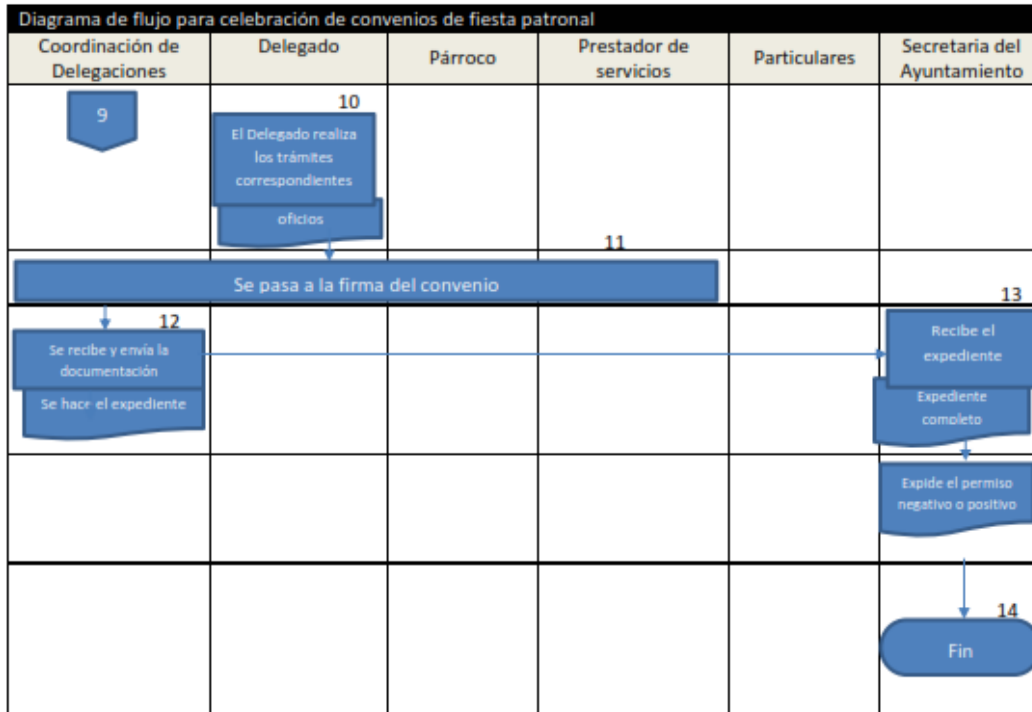 Diagrama de flujo para celebración de convenios de fiesta patronal
Coordinación de
Delegaciones
Delegado
Párroco
Prestador de
servicios
Particulares
Secretaria del
Ayuntamiento
9
10
El Delegado realiza
los trámites
correspondientes
oficios
11
Se pasa a la firma del convenio
12
Se recibe y envía la
documentación
Se hace el expediente
13
Recibe el
expediente
Expediente
completo
Expide el permiso
negativo o positivo
14
Fin